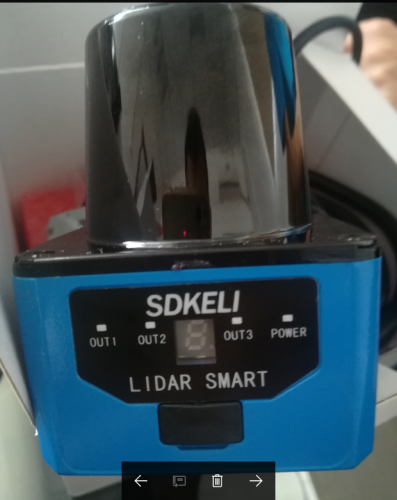 SDKELI
OUT1 OUT2 OUT3 POWER
LIDAR SMART